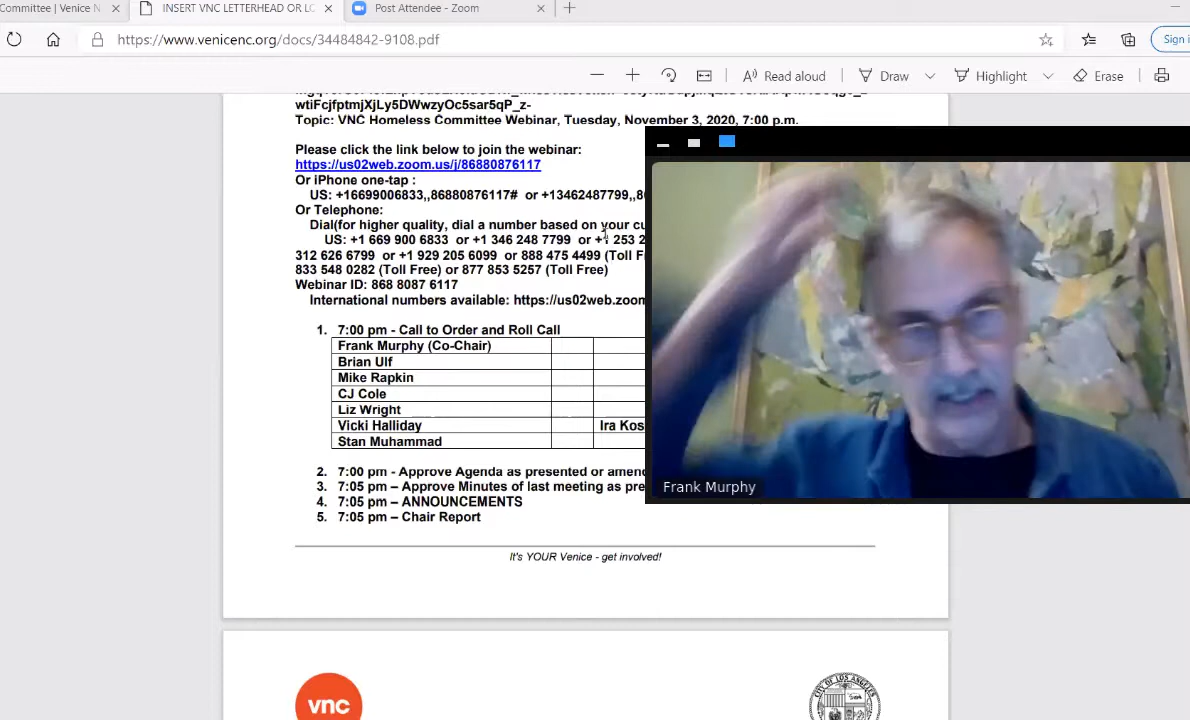 Committee | Venice N
INSERT VNC LETTERHEAD OR LO
Post Attendee - Zoom
https://www.venicenc.org/docs/34484842-9108.pdf
Sign i
Read aloud
Draw
Highlight
Erase
wtiFcjfptmjXjLy5DWwzyOc5sar5qP_z-
Topic: VNC Homeless Committee Webinar, Tuesday, November 3, 2020, 7:00 p.m.
Please click the link below to join the webinar:
https://us02web.zoom.us/j/86880876117
Or iPhone one-tap :
US: +16699006833,,86880876117# or +13462487799,,8
Or Telephone:
Dial(for higher quality, dial a number based on your cu
US: +1 669 900 6833 or +1 346 248 7799 or +1 253 2
312 626 6799 or +1 929 205 6099 or 888 475 4499 (Toll F
833 548 0282 (Toll Free) or 877 853 5257 (Toll Free)
Webinar ID: 868 8087 6117
International numbers available: https://us02web.zoom
1. 7:00 pm - Call to Order and Roll Call
Frank Murphy (Co-Chair)
Brian Ulf
Mike Rapkin
CJ Cole
Liz Wright
Vicki Halliday Ira Kos
Stan Muhammad
2. 7:00 pm - Approve Agenda as presented or amen
3. 7:05 pm – Approve Minutes of last meeting as pre
4. 7:05 pm – ANNOUNCEMENTS
5. 7:05 pm – Chair Report
It's YOUR Venice - get involved!
Frank Murphy
vnc
CITY OF LOS ANGELES